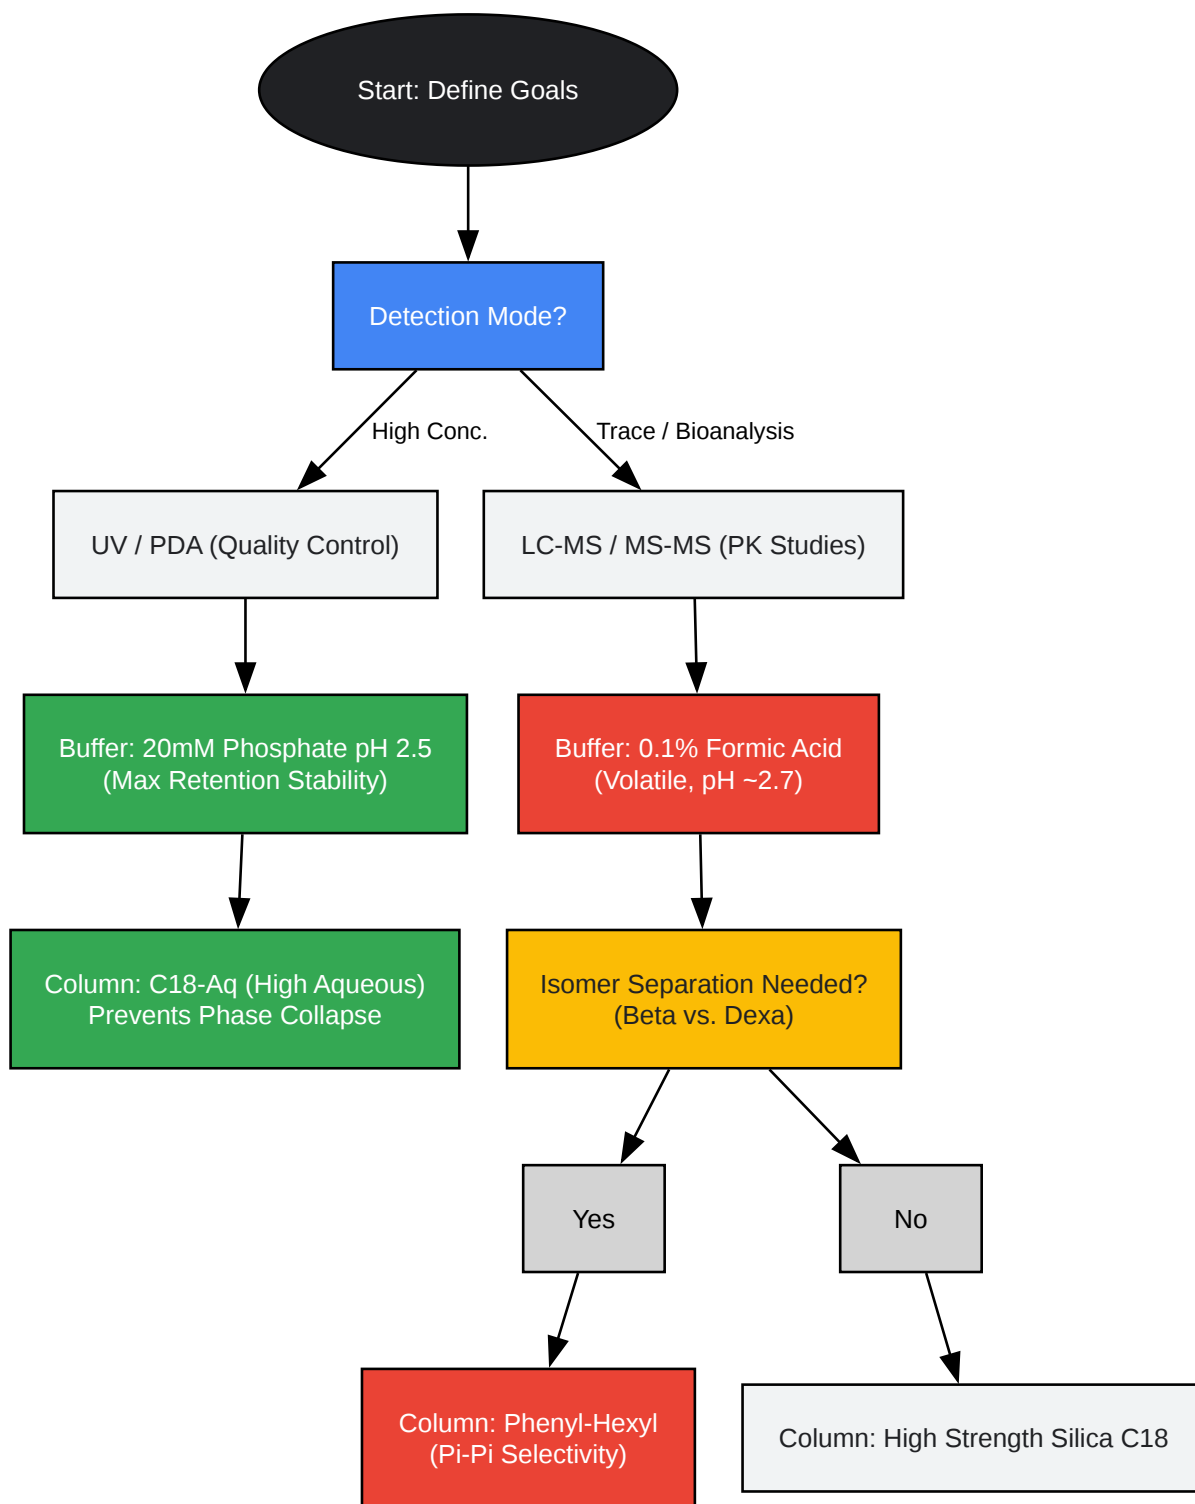 Start: Define Goals
Detection Mode?
High Conc.
Trace / Bioanalysis
UV / PDA (Quality Control)
LC-MS / MS-MS (PK Studies)
Buffer: 20mM Phosphate pH 2.5
(Max Retention Stability)
Buffer: 0.1% Formic Acid
(Volatile, pH ~2.7)
Column: C18-Aq (High Aqueous)
Prevents Phase Collapse
Isomer Separation Needed?
(Beta vs. Dexa)
Yes
No
Column: Phenyl-Hexyl
(Pi-Pi Selectivity)
Column: High Strength Silica C18